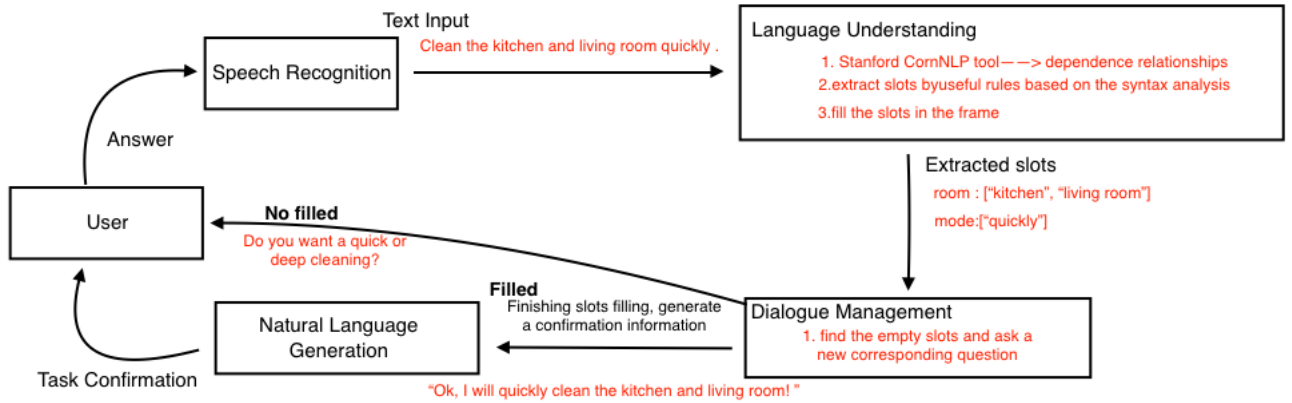 Text Input
Clean the kitchen and living room quickly .
Speech Recognition
Language Understanding
1. Stanford CornNLP tool——> dependence relationships
2.extract slots byuseful rules based on the syntax analysis
3.fill the slots in the frame
Answer
Extracted slots
room : [“kitchen”, “living room”]
mode:[“quickly”]
User
No filled
Do you want a quick or
deep cleaning?
Filled
Finishing slots filling, generate
a confirmation information
Dialogue Management
1. find the empty slots and ask a
new corresponding question
Natural Language
Generation
Task Confirmation
“Ok, I will quickly clean the kitchen and living room! ”